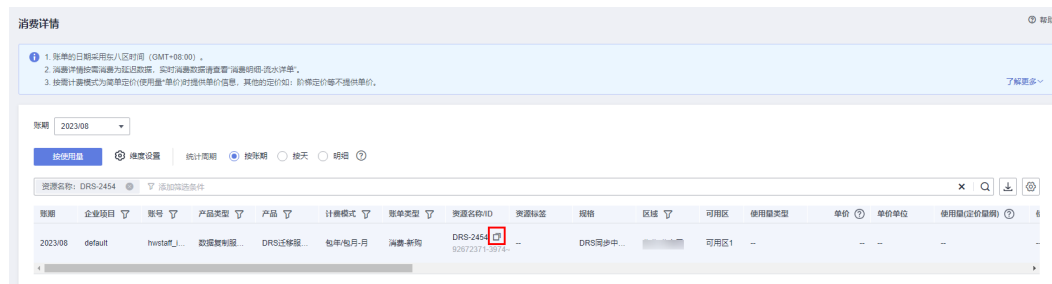 消费详情
帮助
1. 账单的日期采用东八区时间（GMT+08:00）。
2. 消费详情按需消费为延迟数据，实时消费数据请查看"消费明细-流水详单"。
3. 按需计费模式为简单定价(使用量*单价)时提供单价信息，其他的定价如：阶梯定价等不提供单价。
了解更多
账期 2023/08
按使用量 维度设置 统计周期 按账期 按天 明细
资源名称: DRS-2454 添加筛选条件
账期 企业项目 账号 产品类型 产品 计费模式 账单类型 资源名称/ID 资源标签 规格 区域 可用区 使用量类型 单价 单价单位 使用量(定价量纲)
2023/08 default hwstaff_i... 数据复制服... DRS迁移服... 包年/包月-月 消费-新购 DRS-2454 -- DRS同步中... 可用区1 -- -- -- --
92672371-3974-